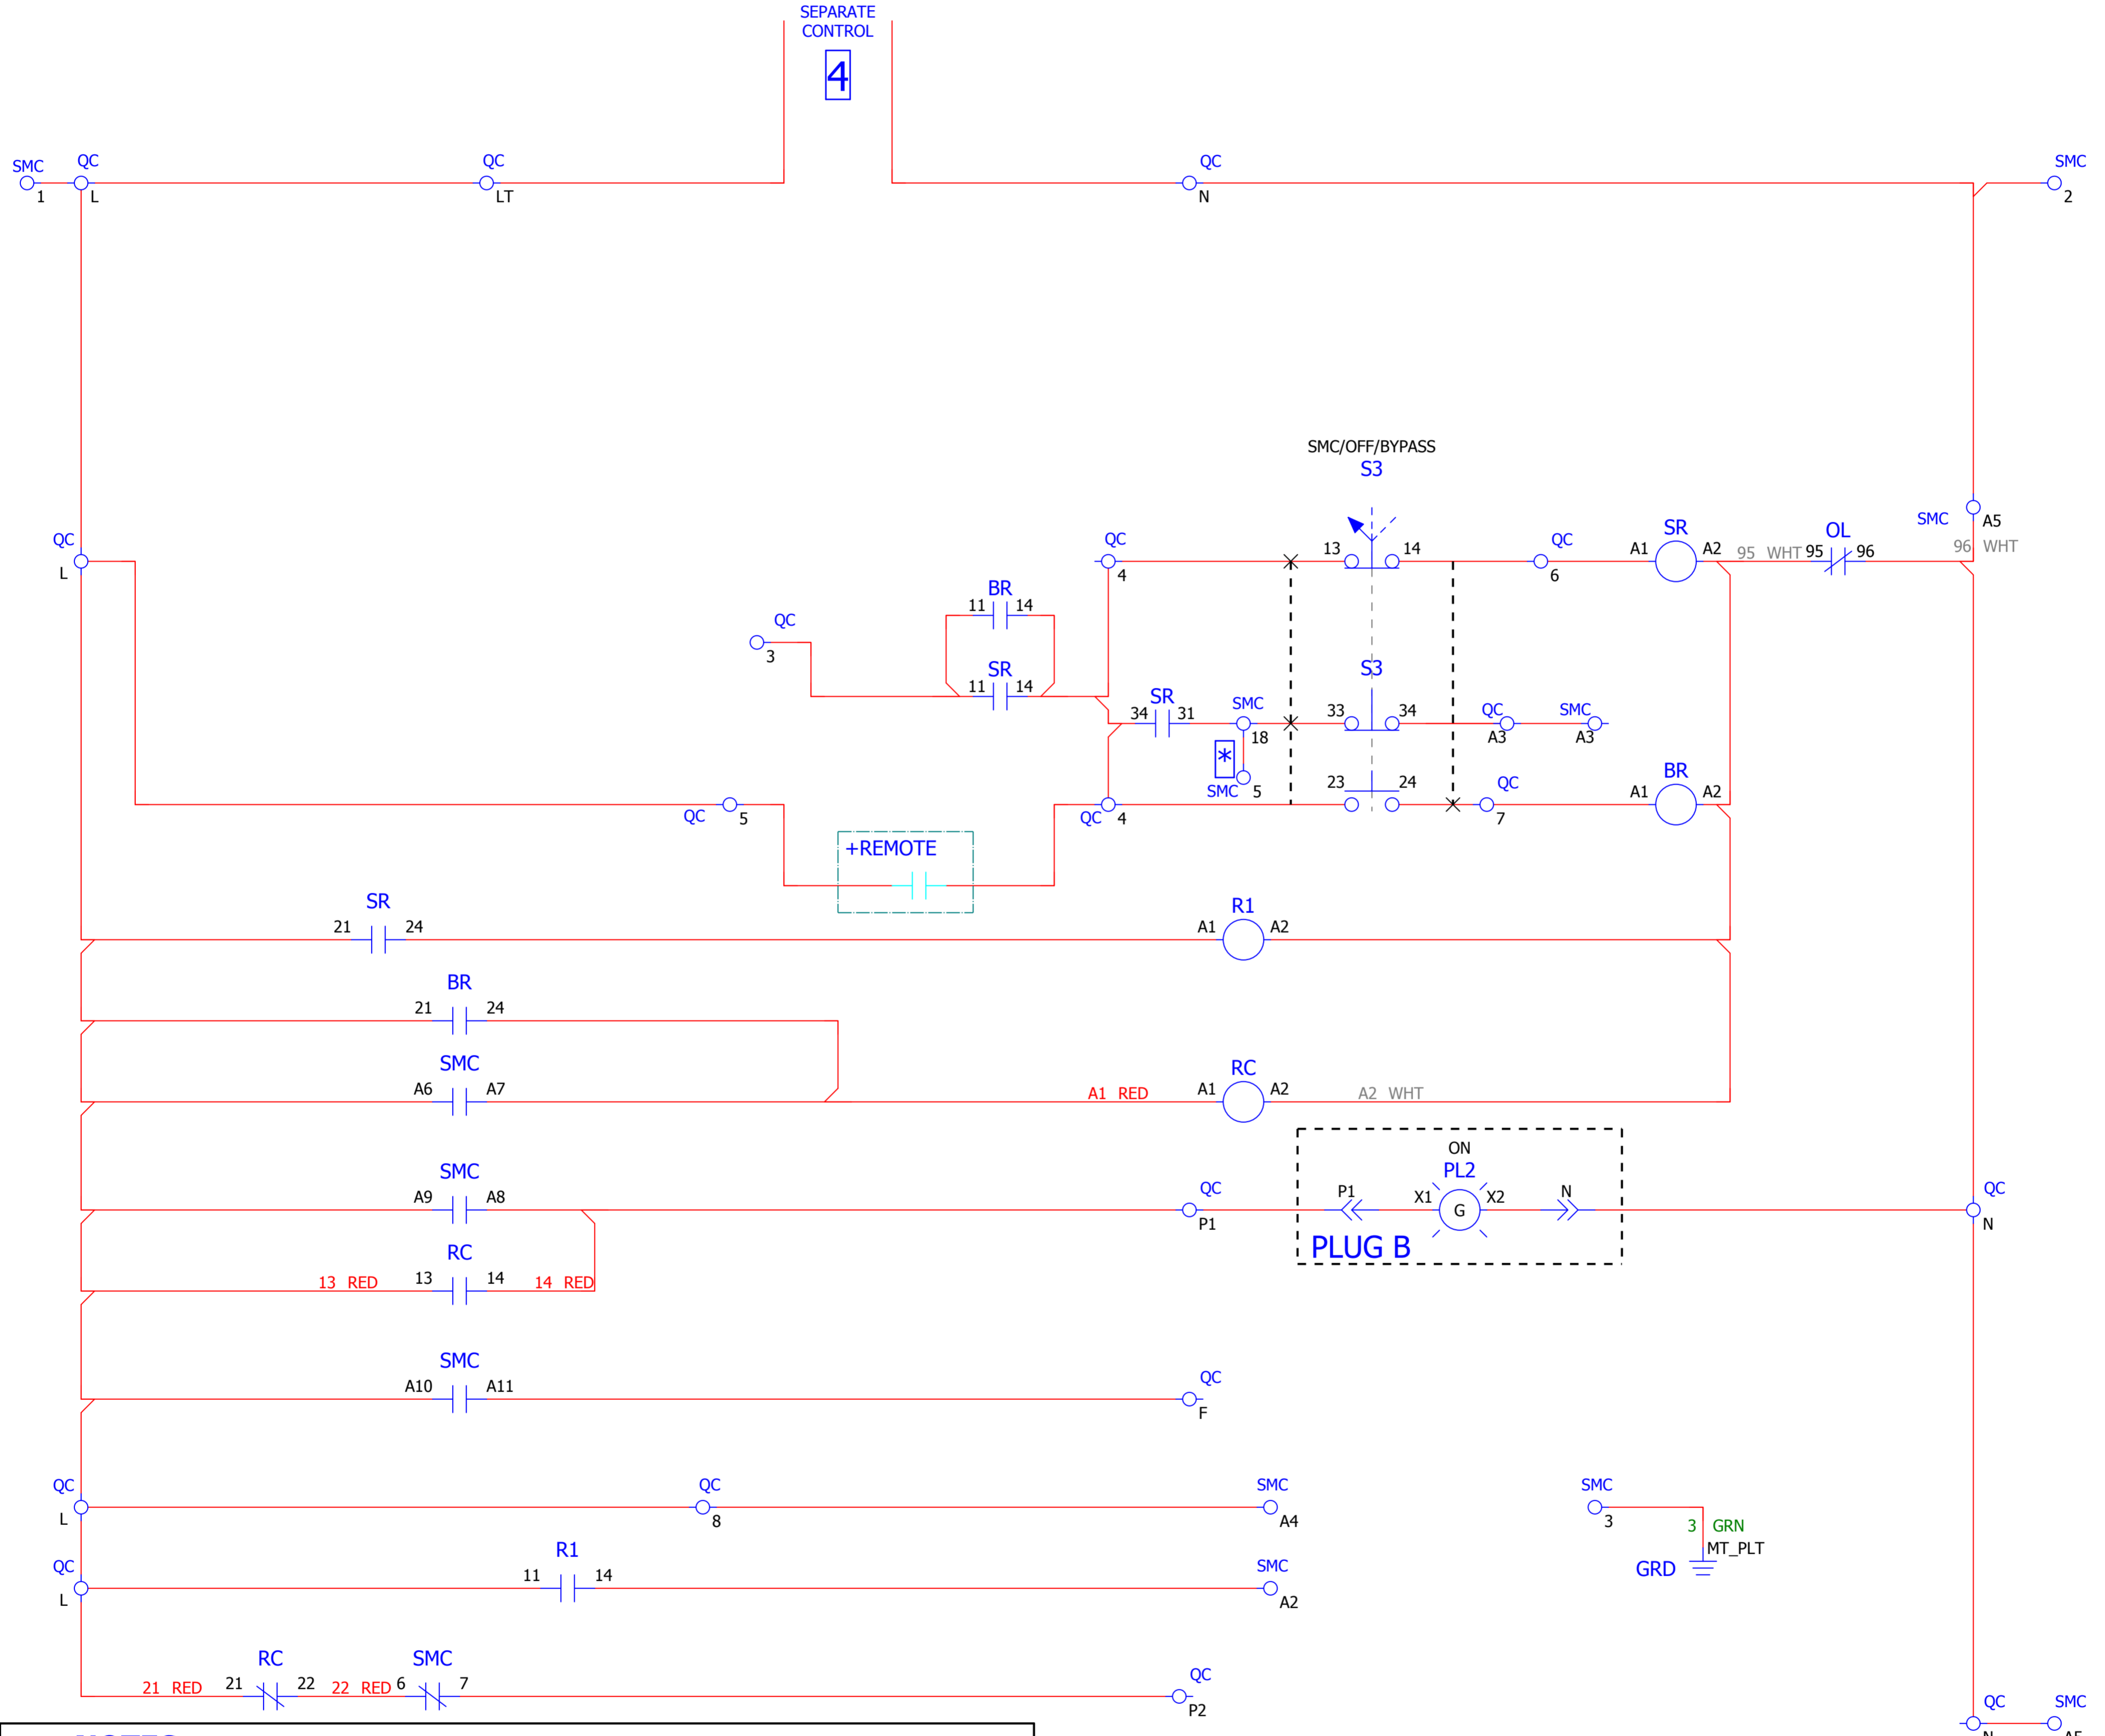 SEPARATE
CONTROL
4
SMC QC QC QC SMC
1 L LT N 2
SMC/OFF/BYPASS
S3
QC QC 13 14 QC A1 SR A2 95 WHT 95 OL 96 SMC A5
L 4 6 96 WHT
BR
11 14
QC
3
SR S3
11 14
SR SMC
34 31 33 34 QC SMC
18 A3 A3
*
SMC 5
23 24 QC A1 BR A2
QC 5 QC 4 7
+REMOTE
SR R1
21 24 A1 A2
BR
21 24
SMC RC
A6 A7 A1 RED A1 A2 A2 WHT
ON
SMC PL2
A9 A8 QC P1 X1 G X2 N QC
P1 N
PLUG B
RC
13 RED 13 14 14 RED
SMC QC
A10 A11 F
QC QC SMC SMC
L 8 A4 3
3 GRN
MT_PLT
GRD
QC R1 SMC
L 11 14 A2
RC SMC QC
21 RED 21 22 22 RED 6 7 P2
QC SMC